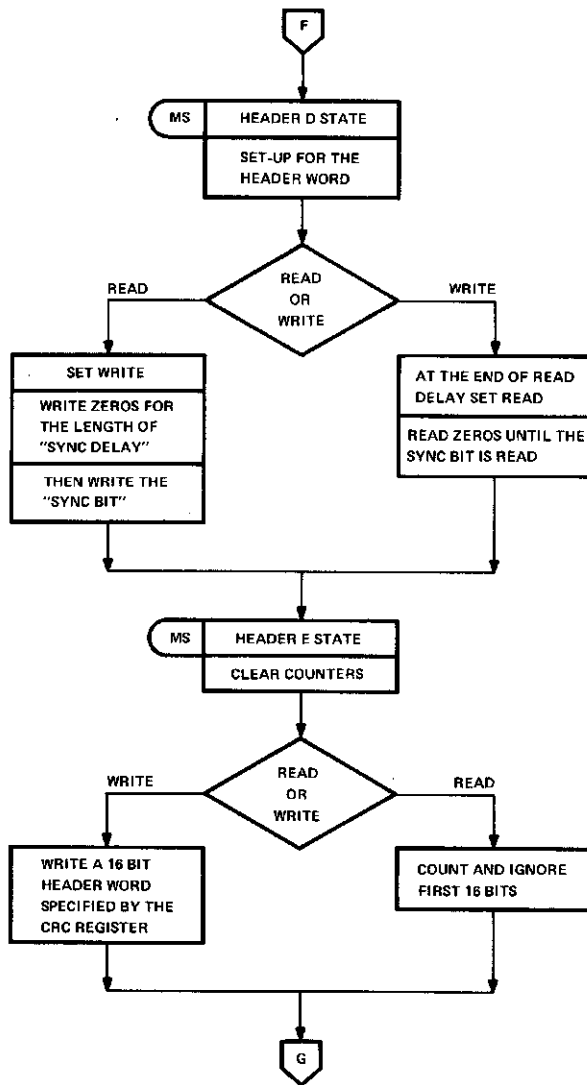 F
MS
HEADER D STATE
SET-UP FOR THE
HEADER WORD
READ
OR
WRITE
READ
WRITE
SET WRITE
WRITE ZEROS FOR
THE LENGTH OF
"SYNC DELAY"
THEN WRITE THE
"SYNC BIT"
AT THE END OF READ
DELAY SET READ
READ ZEROS UNTIL THE
SYNC BIT IS READ
MS
HEADER E STATE
CLEAR COUNTERS
READ
OR
WRITE
WRITE
READ
WRITE A 16 BIT
HEADER WORD
SPECIFIED BY THE
CRC REGISTER
COUNT AND IGNORE
FIRST 16 BITS
G